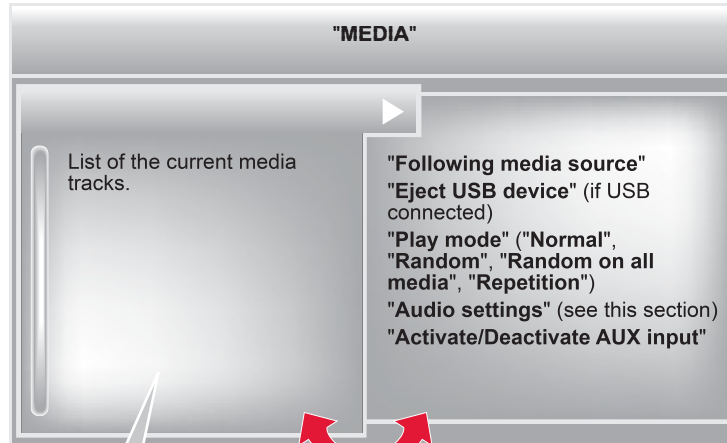 "MEDIA"
List of the current media
tracks.
"Following media source"
"Eject USB device" (if USB
connected)
"Play mode" ("Normal",
"Random", "Random on all
media", "Repetition")
"Audio settings" (see this section)
"Activate/Deactivate AUX input"